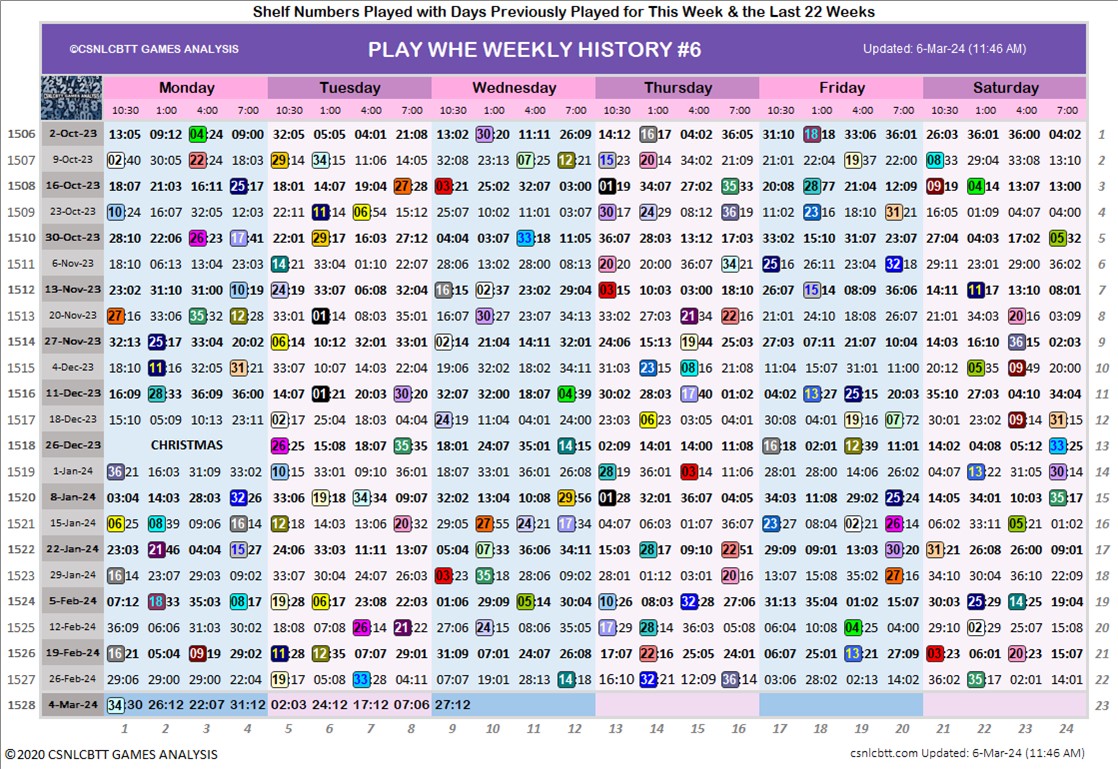 Shelf Numbers Played with Days Previously Played for This Week & the Last 22 Weeks
©CSNLCBTT GAMES ANALYSIS PLAY WHE WEEKLY HISTORY #6 Updated: 6-Mar-24 (11:46 AM)
Monday Tuesday Wednesday Thursday Friday Saturday
10:30 1:00 4:00 7:00 10:30 1:00 4:00 7:00 10:30 1:00 4:00 7:00 10:30 1:00 4:00 7:00 10:30 1:00 4:00 7:00 10:30 1:00 4:00 7:00
1506 2-Oct-23 13:05 09:12 04:24 09:00 32:05 05:05 04:01 21:08 13:02 30:20 11:11 26:09 14:12 16:17 04:02 36:05 31:10 18:18 33:06 36:01 26:03 36:01 36:00 04:02 1
1507 9-Oct-23 02:40 30:05 22:24 18:03 29:14 34:15 11:06 14:05 32:08 23:13 07:25 12:21 15:23 20:14 34:02 21:09 21:01 22:04 19:37 22:00 08:33 29:04 33:08 13:10 2
1508 16-Oct-23 18:07 21:03 16:11 25:17 18:01 14:07 19:04 27:28 03:21 25:02 32:07 03:00 01:19 34:07 27:02 35:33 20:08 28:77 21:04 12:09 09:19 04:14 13:07 13:00 3
1509 23-Oct-23 10:24 16:07 32:05 12:03 22:11 11:14 06:54 15:12 25:07 10:02 11:01 03:07 30:17 24:29 08:12 36:19 11:02 23:16 18:10 31:21 16:05 01:09 04:07 04:00 4
1510 30-Oct-23 28:10 22:06 26:23 17:41 22:01 29:17 16:03 27:12 04:04 03:07 33:18 11:05 36:07 28:03 13:12 17:03 33:02 15:10 31:07 22:07 27:04 04:03 17:02 05:32 5
1511 6-Nov-23 18:10 06:13 13:04 23:03 14:21 33:04 01:10 22:07 28:06 13:02 28:00 08:13 20:20 20:00 36:07 34:21 25:16 26:11 23:04 32:18 29:11 23:01 29:00 36:02 6
1512 13-Nov-23 23:02 31:10 31:00 10:19 24:19 33:07 06:08 32:04 16:15 02:37 23:02 29:04 03:15 10:03 03:00 18:10 26:07 15:14 08:09 36:06 14:11 11:17 13:10 08:01 7
1513 20-Nov-23 27:16 33:06 35:32 12:28 33:01 01:14 08:03 35:01 16:07 30:27 23:07 34:13 33:02 15:03 21:34 22:16 21:01 24:10 18:08 26:07 21:01 34:03 20:16 03:09 8
1514 27-Nov-23 32:13 25:17 33:04 20:02 06:14 10:12 32:01 33:01 02:14 21:04 14:11 32:01 24:06 15:13 19:44 25:03 27:03 07:11 21:07 10:04 14:03 16:10 36:15 02:03 9
1515 4-Dec-23 18:10 11:16 32:05 31:21 33:07 10:07 14:03 22:04 19:06 32:02 18:02 34:11 31:03 23:15 08:16 21:08 11:04 15:07 31:01 11:00 20:12 05:35 09:49 20:00 10
1516 11-Dec-23 16:09 28:33 36:09 36:00 14:07 01:21 20:03 30:21 32:07 32:00 18:07 04:39 30:02 28:03 17:40 01:02 04:02 13:27 25:15 20:03 35:10 27:03 04:10 34:04 11
1517 18-Dec-23 15:10 05:09 10:13 23:11 02:17 25:04 18:03 04:03 24:19 10:04 04:01 34:05 23:03 06:23 05:03 33:05 30:08 04:01 19:16 07:72 30:01 23:02 09:14 31:15 12
1518 26-Dec-23 CHRISTMAS 26:25 15:08 18:07 35:35 18:01 24:07 35:01 14:15 02:09 14:01 14:00 11:08 16:18 02:01 12:39 11:01 14:02 04:08 05:12 33:25 13
1519 1-Jan-24 36:21 16:03 31:09 33:02 10:15 33:01 09:10 36:01 18:07 33:01 36:01 26:08 28:19 36:01 03:14 11:06 28:01 20:00 14:06 26:02 04:07 13:22 31:05 30:14 14
1520 8-Jan-24 03:04 14:03 28:03 32:26 33:06 19:18 34:34 09:07 32:02 13:04 10:08 29:56 01:28 32:01 36:07 04:05 34:03 11:08 29:02 25:24 14:05 34:01 10:03 35:17 15
1521 15-Jan-24 06:25 08:39 09:06 16:14 12:18 14:03 13:06 20:32 29:05 27:55 24:21 17:34 04:07 06:03 01:07 36:07 23:27 08:04 02:21 26:14 06:02 33:11 05:21 01:02 16
1522 22-Jan-24 23:03 21:46 04:04 15:27 24:06 33:03 11:11 13:07 05:04 07:33 36:06 34:11 15:03 28:17 09:10 22:51 29:09 09:01 13:03 30:20 31:21 26:08 26:00 09:01 17
1523 29-Jan-24 16:14 23:07 29:05 09:02 33:07 30:04 24:07 26:03 03:23 35:18 28:06 09:02 28:01 01:12 03:01 20:16 18:07 13:08 35:02 27:16 34:10 30:04 36:10 22:09 18
1524 5-Feb-24 07:12 18:33 35:03 08:17 19:28 06:17 23:08 22:03 01:06 29:09 05:14 30:04 10:26 08:03 32:28 27:06 31:13 35:04 01:02 15:07 30:03 25:29 14:25 19:04 19
1525 12-Feb-24 36:09 06:06 31:03 30:02 18:08 07:08 26:14 21:22 27:06 24:15 08:06 35:05 17:29 28:14 36:03 05:08 06:04 10:08 04:25 04:00 29:10 02:29 25:07 15:08 20
1526 19-Feb-24 16:21 05:04 09:19 29:02 11:28 12:35 07:07 29:01 31:09 07:01 24:07 26:08 17:07 22:16 25:05 24:01 06:07 25:01 13:21 27:09 03:23 06:01 20:23 15:07 21
1527 26-Feb-24 29:06 29:00 29:00 22:04 19:17 05:08 33:28 04:11 07:07 19:01 28:13 14:18 16:10 32:21 12:09 36:14 03:06 28:02 02:13 14:02 36:02 35:17 02:01 14:01 22
1528 4-Mar-24 34:30 26:12 22:07 31:12 02:03 24:12 17:12 07:06 27:12 23
1 2 3 4 5 6 7 8 9 10 11 12 13 14 15 16 17 18 19 20 21 22 23 24
©2020 CSNLCBTT GAMES ANALYSIS csnlcbtt.com Updated: 6-Mar-24 (11:46 AM)